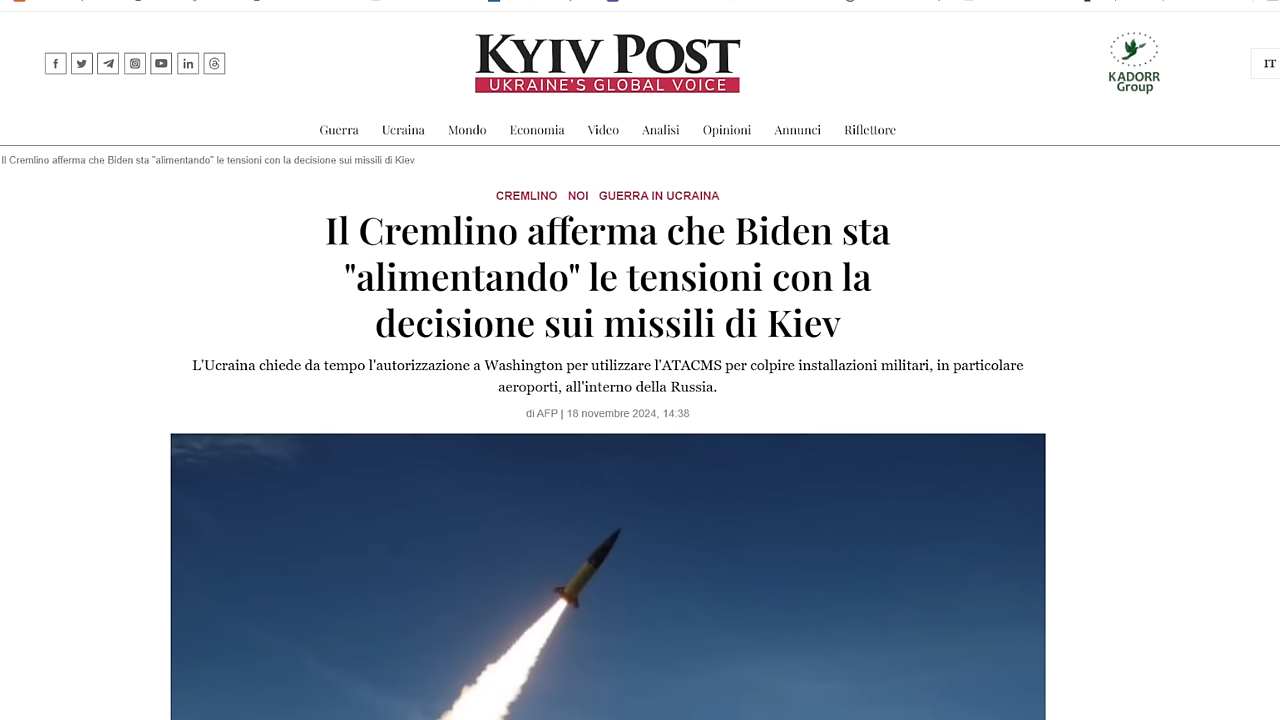 KYIV POST
UKRAINE'S GLOBAL VOICE
KADORR
Group
IT
Guerra Ucraina Mondo Economia Video Analisi Opinioni Annunci Riflettore
Il Cremlino afferma che Biden sta "alimentando" le tensioni con la decisione sui missili di Kiev
CREMLINO NOI GUERRA IN UCRAINA
Il Cremlino afferma che Biden sta
"alimentando" le tensioni con la
decisione sui missili di Kiev
L'Ucraina chiede da tempo l'autorizzazione a Washington per utilizzare l'ATACMS per colpire installazioni militari, in particolare
aeroporti, all'interno della Russia.
di AFP | 18 novembre 2024, 14:38